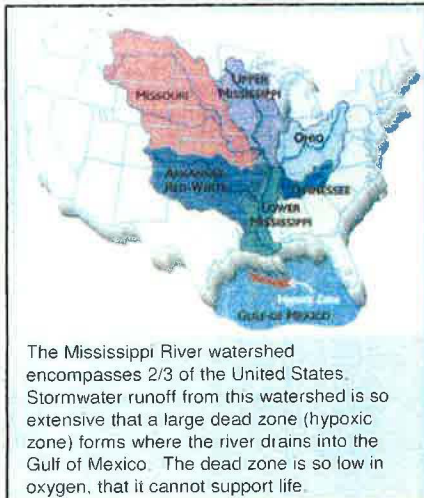 MISSOURI
UPPER
MISSISSIPPI
OHIO
ARKANSAS
RED-WHITE
TENNESSEE
LOWER
MISSISSIPPI
Hypoxic Zone
GULF OF MEXICO
The Mississippi River watershed
encompasses 2/3 of the United States.
Stormwater runoff from this watershed is so
extensive that a large dead zone (hypoxic
zone) forms where the river drains into the
Gulf of Mexico. The dead zone is so low in
oxygen, that it cannot support life.